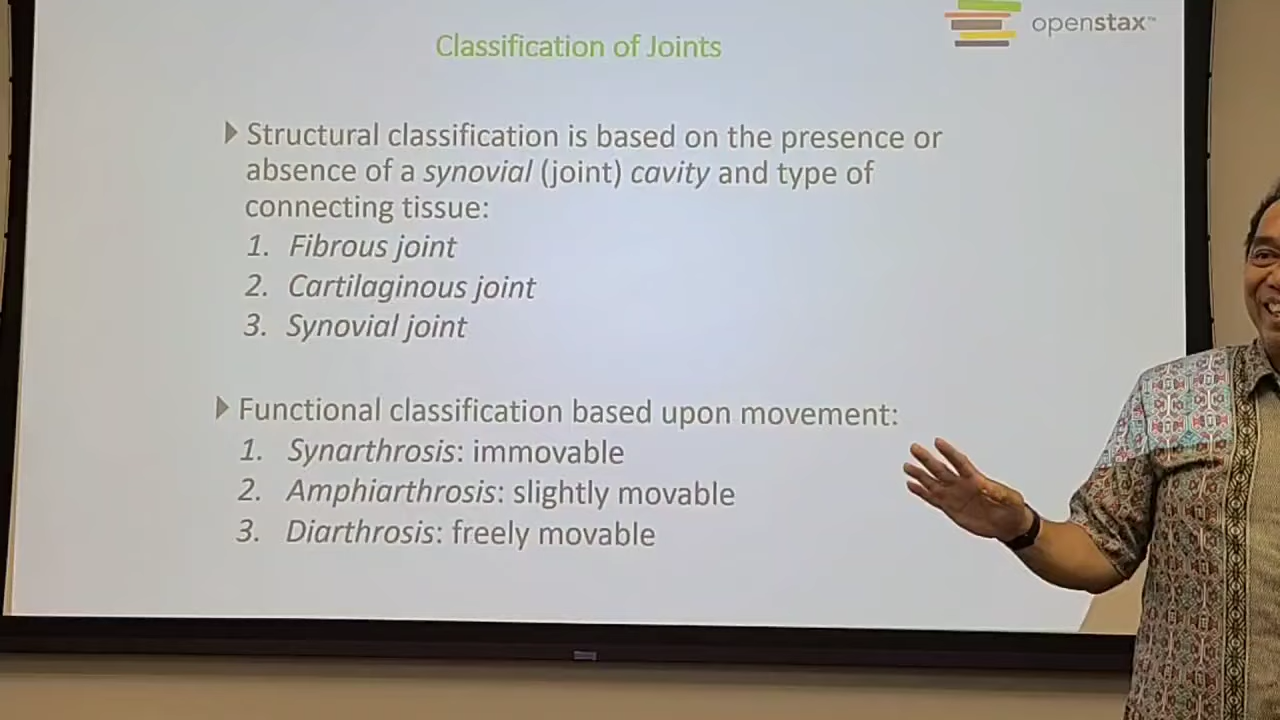 openstax™
Classification of Joints
Structural classification is based on the presence or
absence of a synovial (joint) cavity and type of
connecting tissue:
1. Fibrous joint
2. Cartilaginous joint
3. Synovial joint
Functional classification based upon movement:
1. Synarthrosis: immovable
2. Amphiarthrosis: slightly movable
3. Diarthrosis: freely movable